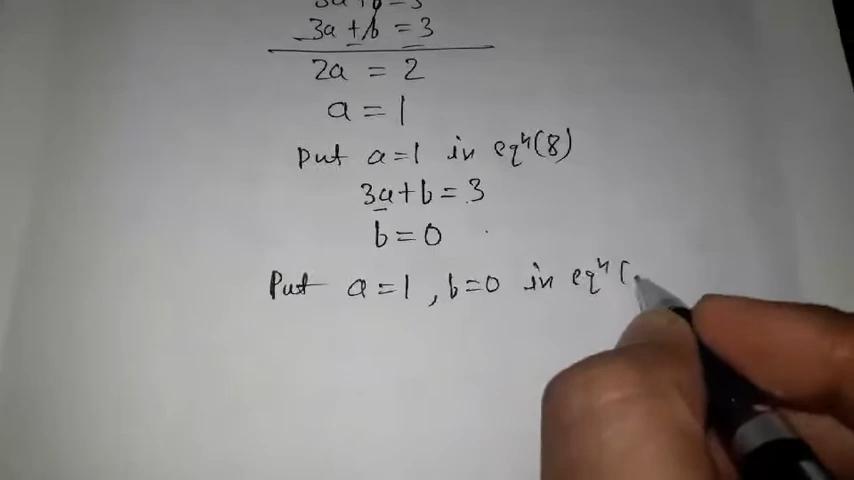 3a + b = 3
2a = 2
a = 1
Put a=1 in eqn (8)
3a+b=3
b=0
Put a=1, b=0 in eqn (